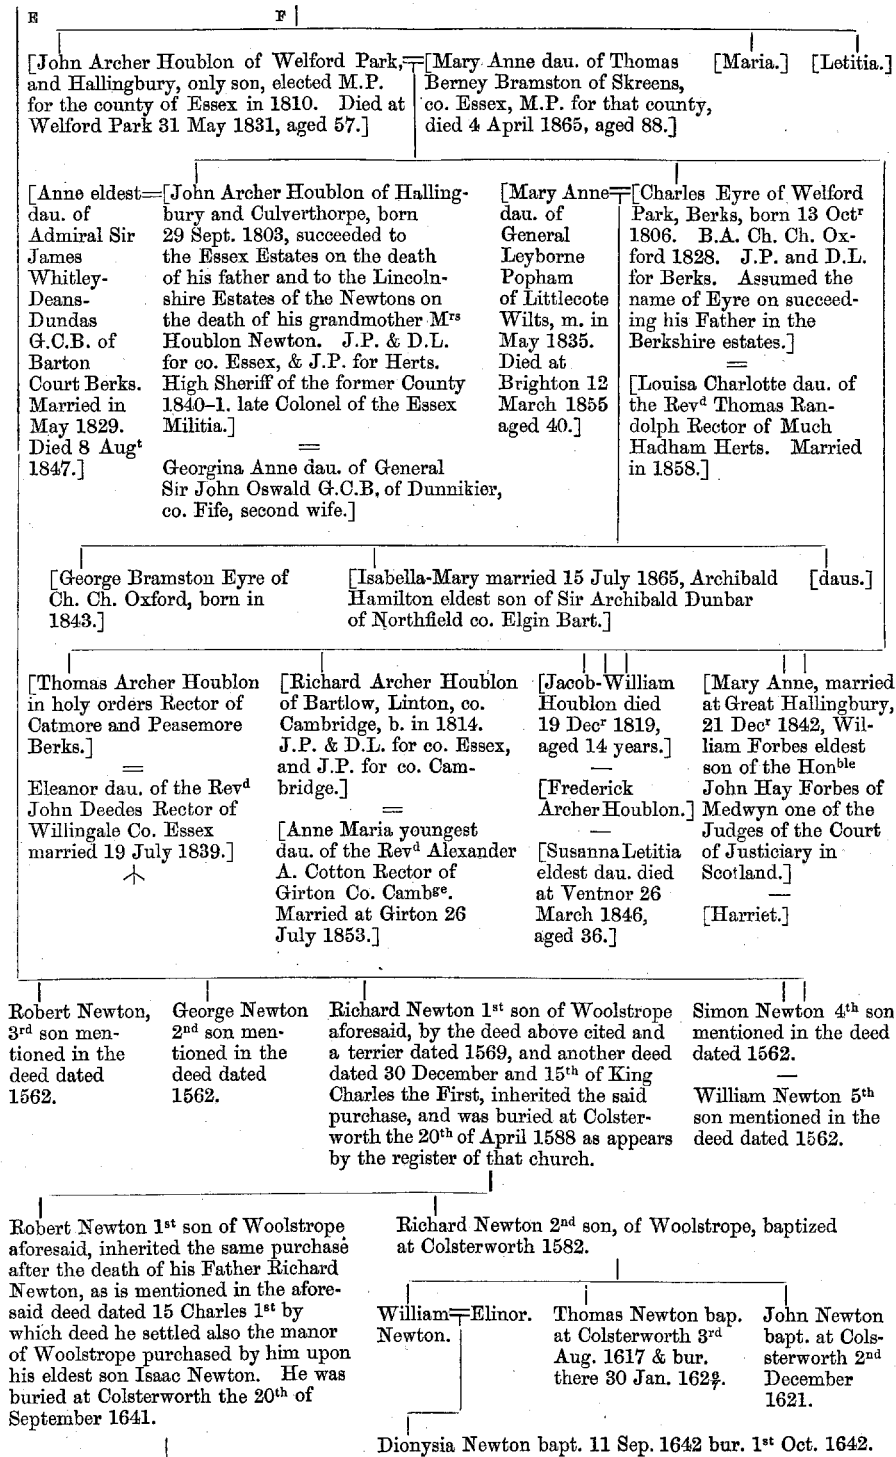 E F
[John Archer Houblon of Welford Park,
and Hallingbury, only son, elected M.P.
for the county of Essex in 1810. Died at
Welford Park 31 May 1831, aged 57.]
[Mary Anne dau. of Thomas
Berney Bramston of Skreens,
co. Essex, M.P. for that county,
died 4 April 1865, aged 88.]
[Maria.] [Letitia.]
[Anne eldest
dau. of
Admiral Sir
James
Whitley-
Deans-
Dundas
G.C.B. of
Barton
Court Berks.
Married in
May 1829.
Died 8 Augt
1847.]
=[John Archer Houblon of Halling-
bury and Culverthorpe, born
29 Sept. 1803, succeeded to
the Essex Estates on the death
of his father and to the Lincoln-
shire Estates of the Newtons on
the death of his grandmother Mrs
Houblon Newton. J.P. & D.L.
for co. Essex, & J.P. for Herts.
High Sheriff of the former County
1840-1. late Colonel of the Essex
Militia.]
=
Georgina Anne dau. of General
Sir John Oswald G.C.B. of Dunnikier,
co. Fife, second wife.]
[Mary Anne
dau. of
General
Leyborne
Popham
of Littlecote
Wilts, m. in
May 1835.
Died at
Brighton 12
March 1855
aged 40.]
[Charles Eyre of Welford
Park, Berks, born 13 Octr
1806. B.A. Ch. Ch. Ox-
ford 1828. J.P. and D.L.
for Berks. Assumed the
name of Eyre on succeed-
ing his Father in the
Berkshire estates.]
=
[Louisa Charlotte dau. of
the Revd Thomas Ran-
dolph Rector of Much
Hadham Herts. Married
in 1858.]
[George Bramston Eyre of
Ch. Ch. Oxford, born in
1843.]
[Isabella-Mary married 15 July 1865, Archibald
Hamilton eldest son of Sir Archibald Dunbar
of Northfield co. Elgin Bart.]
[daus.]
[Thomas Archer Houblon
in holy orders Rector of
Catmore and Peasemore
Berks.]
=
Eleanor dau. of the Revd
John Deedes Rector of
Willingale Co. Essex
married 19 July 1839.]
[Richard Archer Houblon
of Bartlow, Linton, co.
Cambridge, b. in 1814.
J.P. & D.L. for co. Essex,
and J.P. for co. Cam-
bridge.]
=
[Anne Maria youngest
dau. of the Revd Alexander
A. Cotton Rector of
Girton Co. Cambge.
Married at Girton 26
July 1853.]
[Jacob-William
Houblon died
19 Decr 1819,
aged 14 years.]
—
[Frederick
Archer Houblon.]
—
[Susanna Letitia
eldest dau. died
at Ventnor 26
March 1846,
aged 36.]
[Mary Anne, married
at Great Hallingbury,
21 Decr 1842, Wil-
liam Forbes eldest
son of the Honble
John Hay Forbes of
Medwyn one of the
Judges of the Court
of Justiciary in
Scotland.]
—
[Harriet.]
Robert Newton,
3rd son men-
tioned in the
deed dated
1562.
George Newton
2nd son men-
tioned in the
deed dated
1562.
Richard Newton 1st son of Woolstrope
aforesaid, by the deed above cited and
a terrier dated 1569, and another deed
dated 30 December and 15th of King
Charles the First, inherited the said
purchase, and was buried at Colster-
worth the 20th of April 1588 as appears
by the register of that church.
Simon Newton 4th son
mentioned in the deed
dated 1562.
—
William Newton 5th
son mentioned in the
deed dated 1562.
Robert Newton 1st son of Woolstrope
aforesaid, inherited the same purchase
after the death of his Father Richard
Newton, as is mentioned in the afore-
said deed dated 15 Charles 1st by
which deed he settled also the manor
of Woolstrope purchased by him upon
his eldest son Isaac Newton. He was
buried at Colsterworth the 20th of
September 1641.
Richard Newton 2nd son, of Woolstrope, baptized
at Colsterworth 1582.
William
Newton.
Elinor.
Thomas Newton bap.
at Colsterworth 3rd
Aug. 1617 & bur.
there 30 Jan.
John Newton
bapt. at Cols-
sterworth 2nd
December
1621.
Dionysia Newton bapt. 11 Sep. 1642 bur. 1st Oct. 1642.